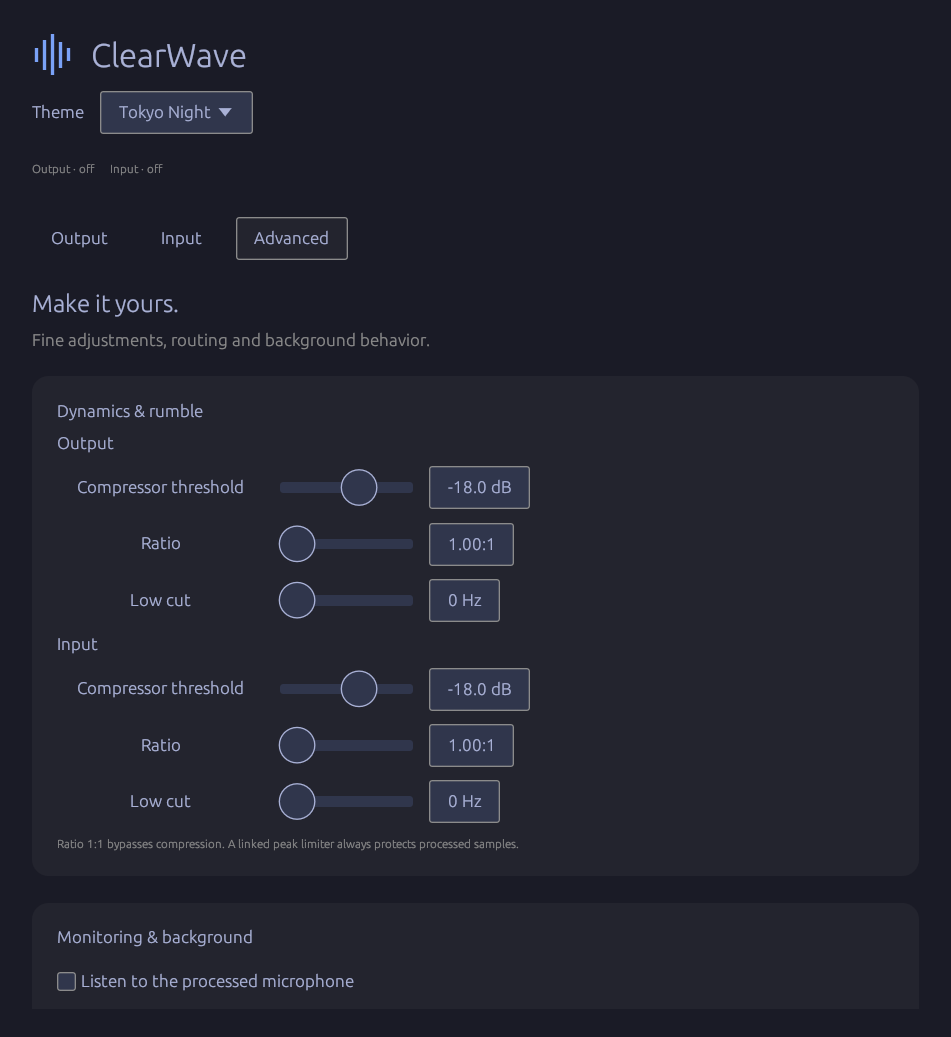 ClearWave
Theme Tokyo Night
Output · off Input · off
Output Input Advanced
Make it yours.
Fine adjustments, routing and background behavior.
Dynamics & rumble
Output
Compressor threshold -18.0 dB
Ratio 1.00:1
Low cut 0 Hz
Input
Compressor threshold -18.0 dB
Ratio 1.00:1
Low cut 0 Hz
Ratio 1:1 bypasses compression. A linked peak limiter always protects processed samples.
Monitoring & background
Listen to the processed microphone